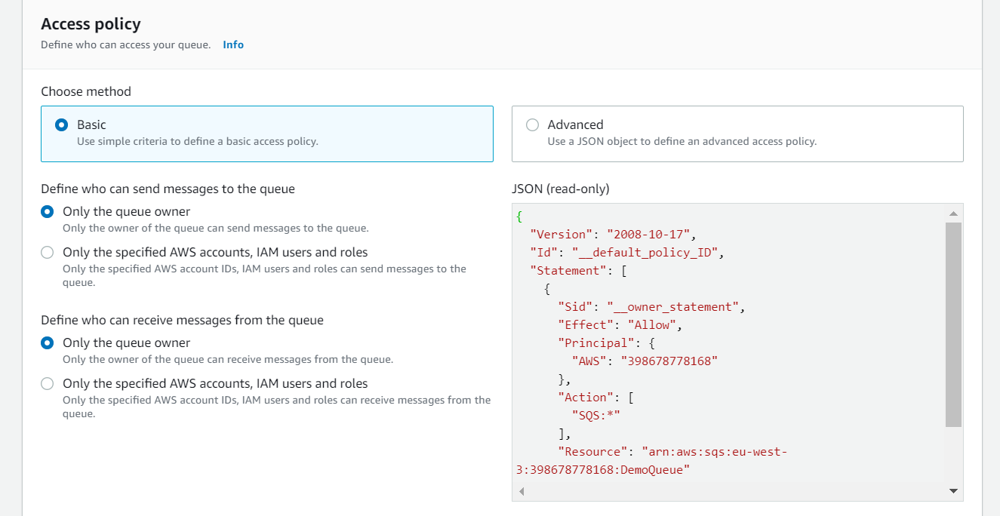 Access policy
Define who can access your queue. Info
Choose method
Basic
Use simple criteria to define a basic access policy.
Advanced
Use a JSON object to define an advanced access policy.
Define who can send messages to the queue
Only the queue owner
Only the owner of the queue can send messages to the queue.
Only the specified AWS accounts, IAM users and roles
Only the specified AWS account IDs, IAM users and roles can send messages to the
queue.
Define who can receive messages from the queue
Only the queue owner
Only the owner of the queue can receive messages from the queue.
Only the specified AWS accounts, IAM users and roles
Only the specified AWS account IDs, IAM users and roles can receive messages from the
queue.
JSON (read-only)
{
  "Version": "2008-10-17",
  "Id": "__default_policy_ID",
  "Statement": [
    {
      "Sid": "__owner_statement",
      "Effect": "Allow",
      "Principal": {
        "AWS": "398678778168"
      },
      "Action": [
        "SQS:*"
      ],
      "Resource": "arn:aws:sqs:eu-west-
3:398678778168:DemoQueue"